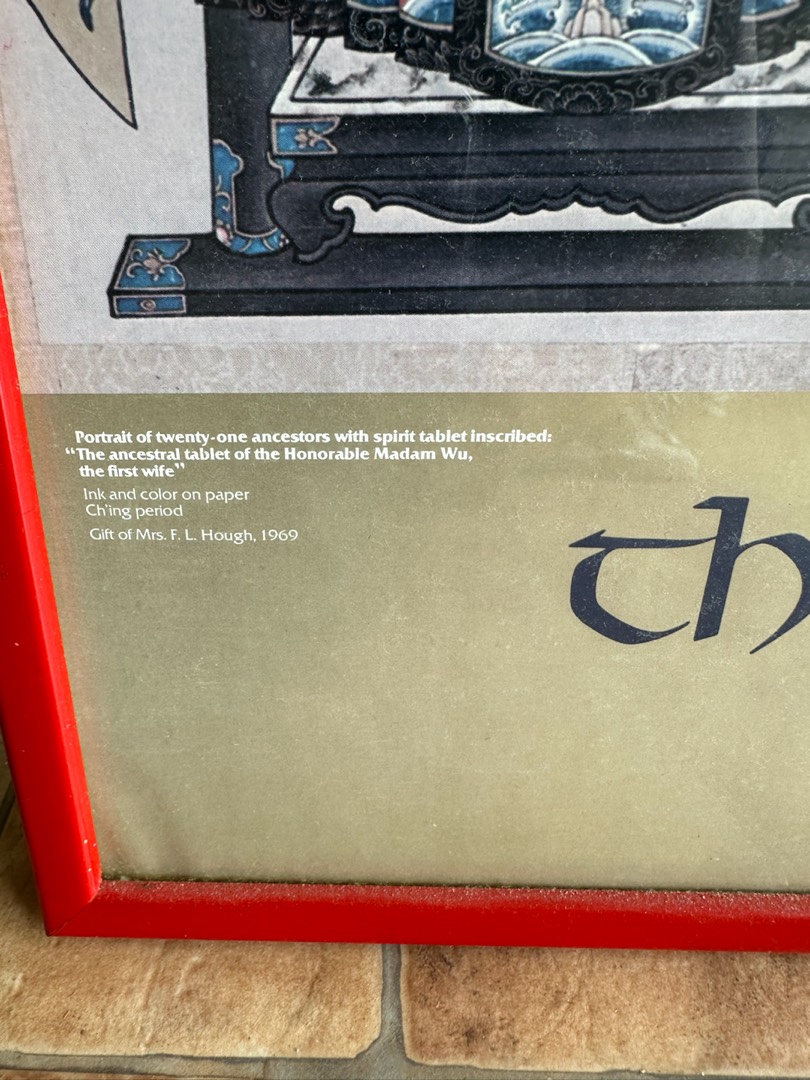 Portrait of twenty-one ancestors with spirit tablet inscribed:
“The ancestral tablet of the Honorable Madam Wu,
the first wife”
Ink and color on paper
Ch'ing period
Gift of Mrs. F. L. Hough, 1969
Th